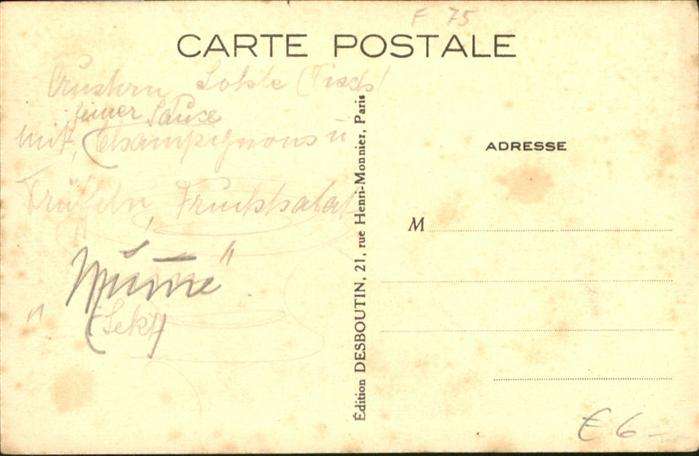 F 75
CARTE POSTALE
Austern Sohle (Fisch)
feiner Sauce
mit Champignons u
Trüffeln, Fruchtsalat
"Mumm"
(Sekt)
Édition DESBOUTIN, 21, rue Henri-Monnier, Paris
ADRESSE
M
€ 6-